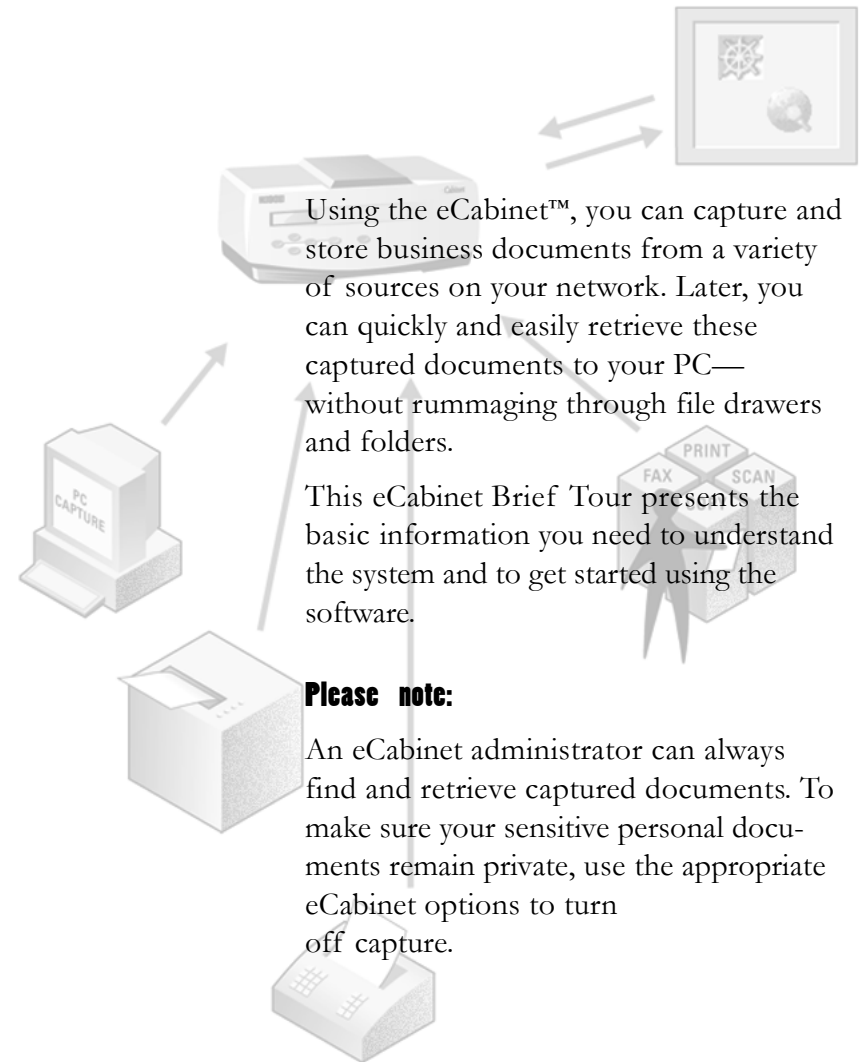 Cabinet
RICOH
Using the eCabinet™, you can capture and
store business documents from a variety
of sources on your network. Later, you
can quickly and easily retrieve these
captured documents to your PC—
without rummaging through file drawers
and folders.
PRINT
FAX
SCAN
PC
CAPTURE
This eCabinet Brief Tour presents the
basic information you need to understand
the system and to get started using the
software.
Please note:
An eCabinet administrator can always
find and retrieve captured documents. To
make sure your sensitive personal docu-
ments remain private, use the appropriate
eCabinet options to turn
off capture.